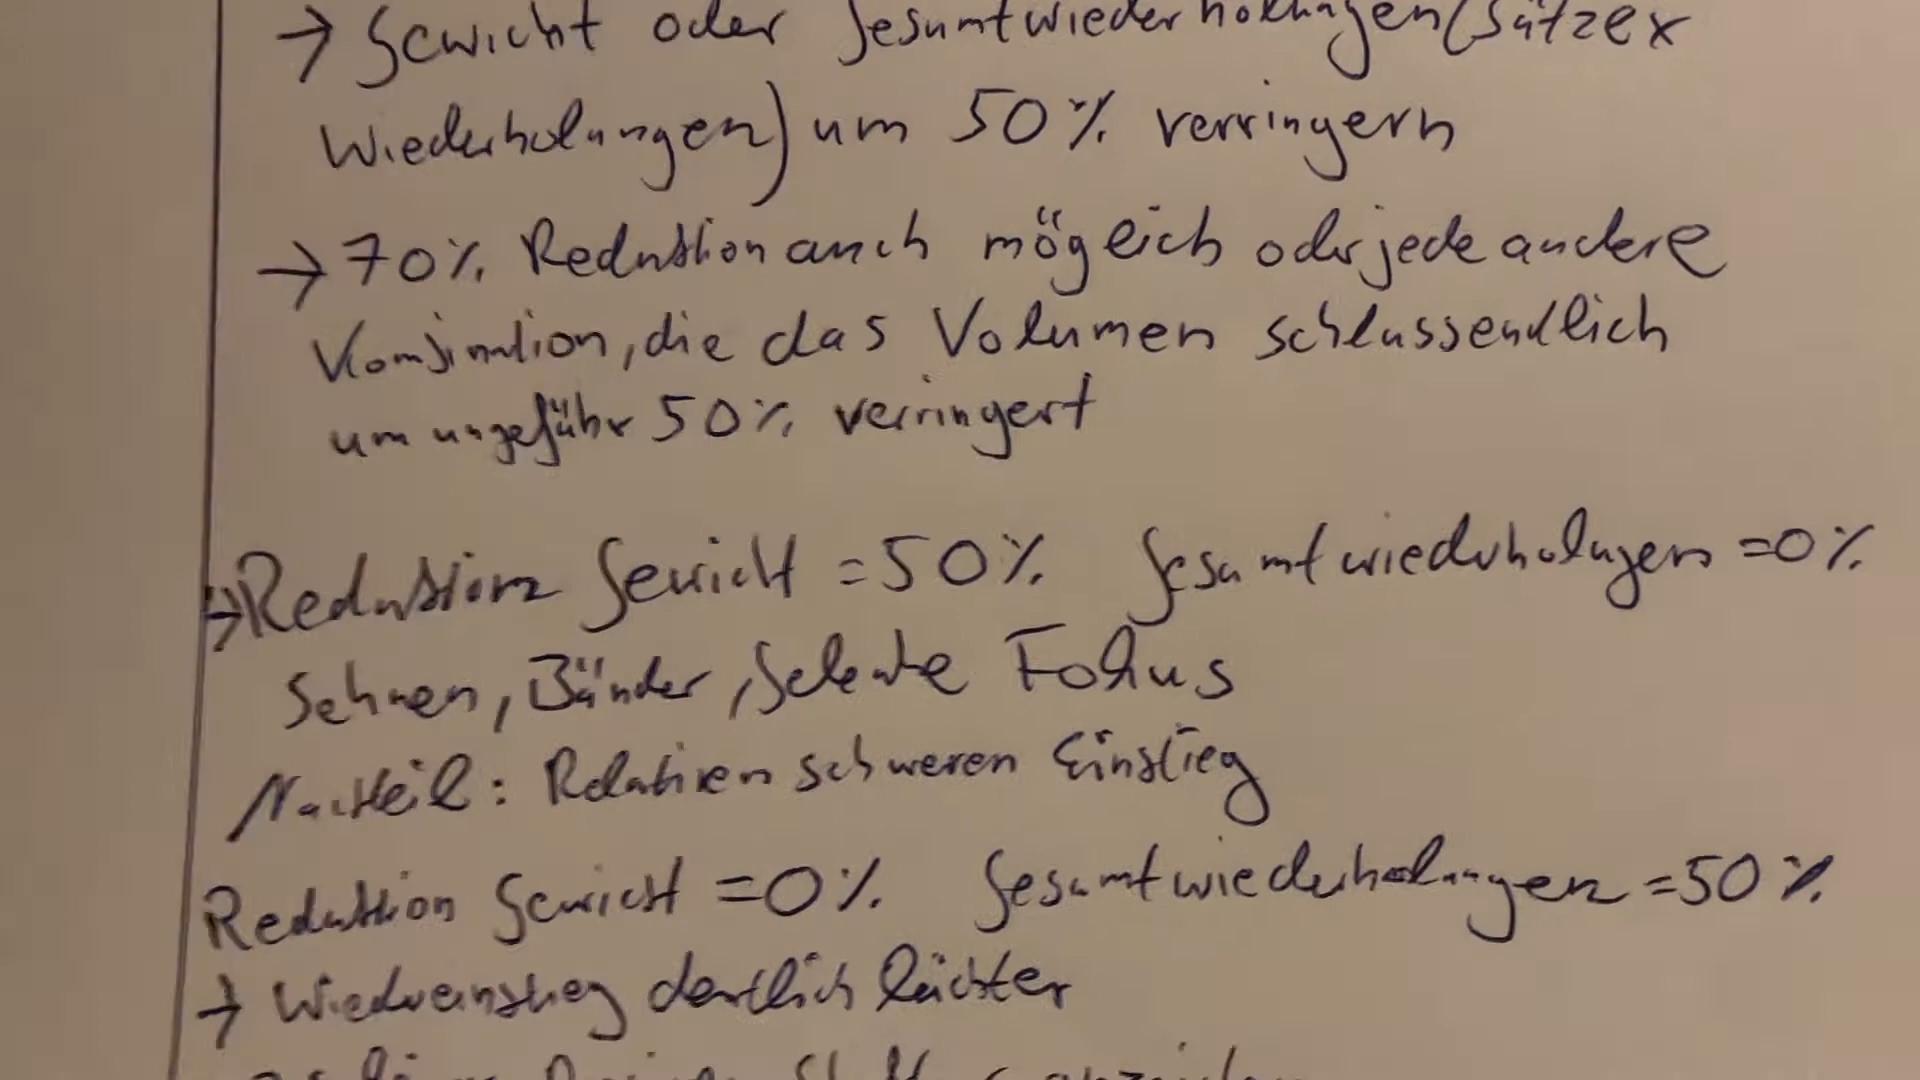 → Gewicht oder Gesamtwiederholungen (Sätze x
Wiederholungen) um 50% verringern
→ 70% Reduktion auch möglich oder jede andere
Kombination, die das Volumen schlussendlich
um ungefähr 50% verringert
→ Reduktion Gewicht = 50% Gesamtwiederholungen = 0%
Sehnen, Bänder, Gelenke Fokus
Nachteil: Relativen schweren Einstieg
Reduktion Gewicht = 0% Gesamtwiederholungen = 50%
→ Wiedereinstieg deutlich leichter